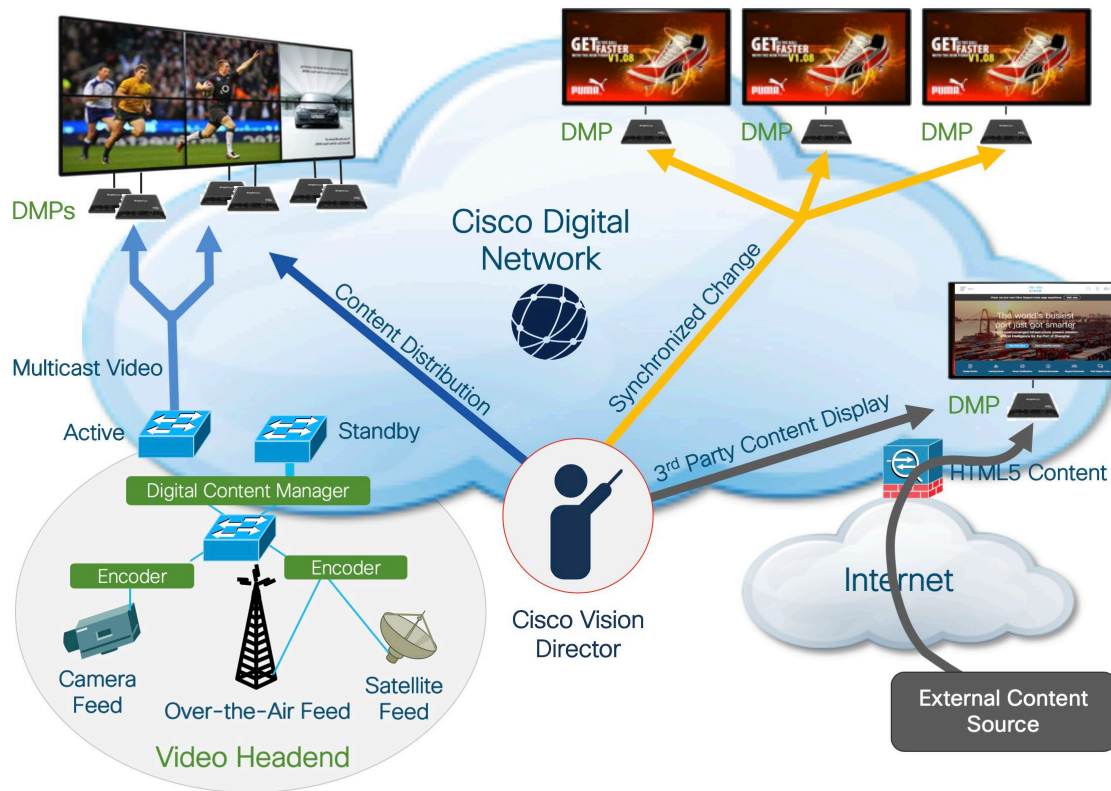 GET
FASTER
V1.08
PUMA
GET
FASTER
V1.08
PUMA
GET
FASTER
V1.08
PUMA
DMP
DMP
DMP
DMPs
Cisco Digital
Network
Content Distribution
Synchronized Change
The world's busiest
port just got smarter
Multicast Video
Active
Standby
3rd Party Content Display
DMP
HTML5 Content
Digital Content Manager
Encoder
Encoder
Internet
Cisco Vision
Director
Camera
Feed
Over-the-Air Feed
Satellite
Feed
Video Headend
External Content
Source